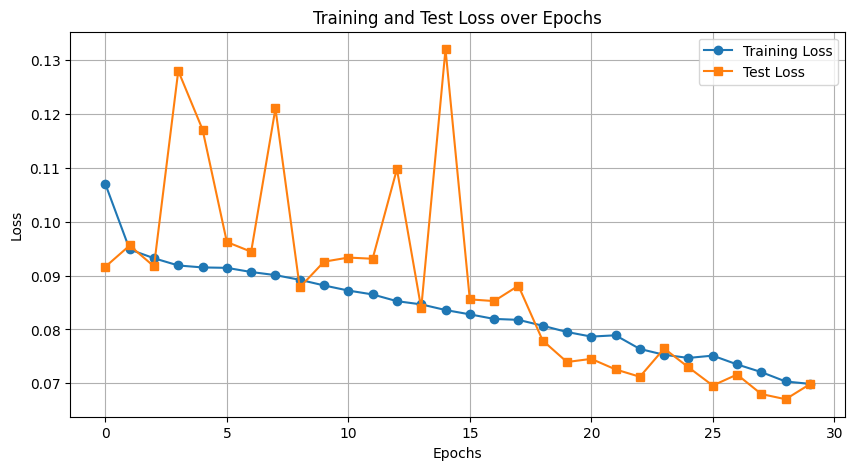 Training and Test Loss over Epochs
Training Loss
Test Loss
Loss
0.13
0.12
0.11
0.10
0.09
0.08
0.07
0 5 10 15 20 25 30
Epochs